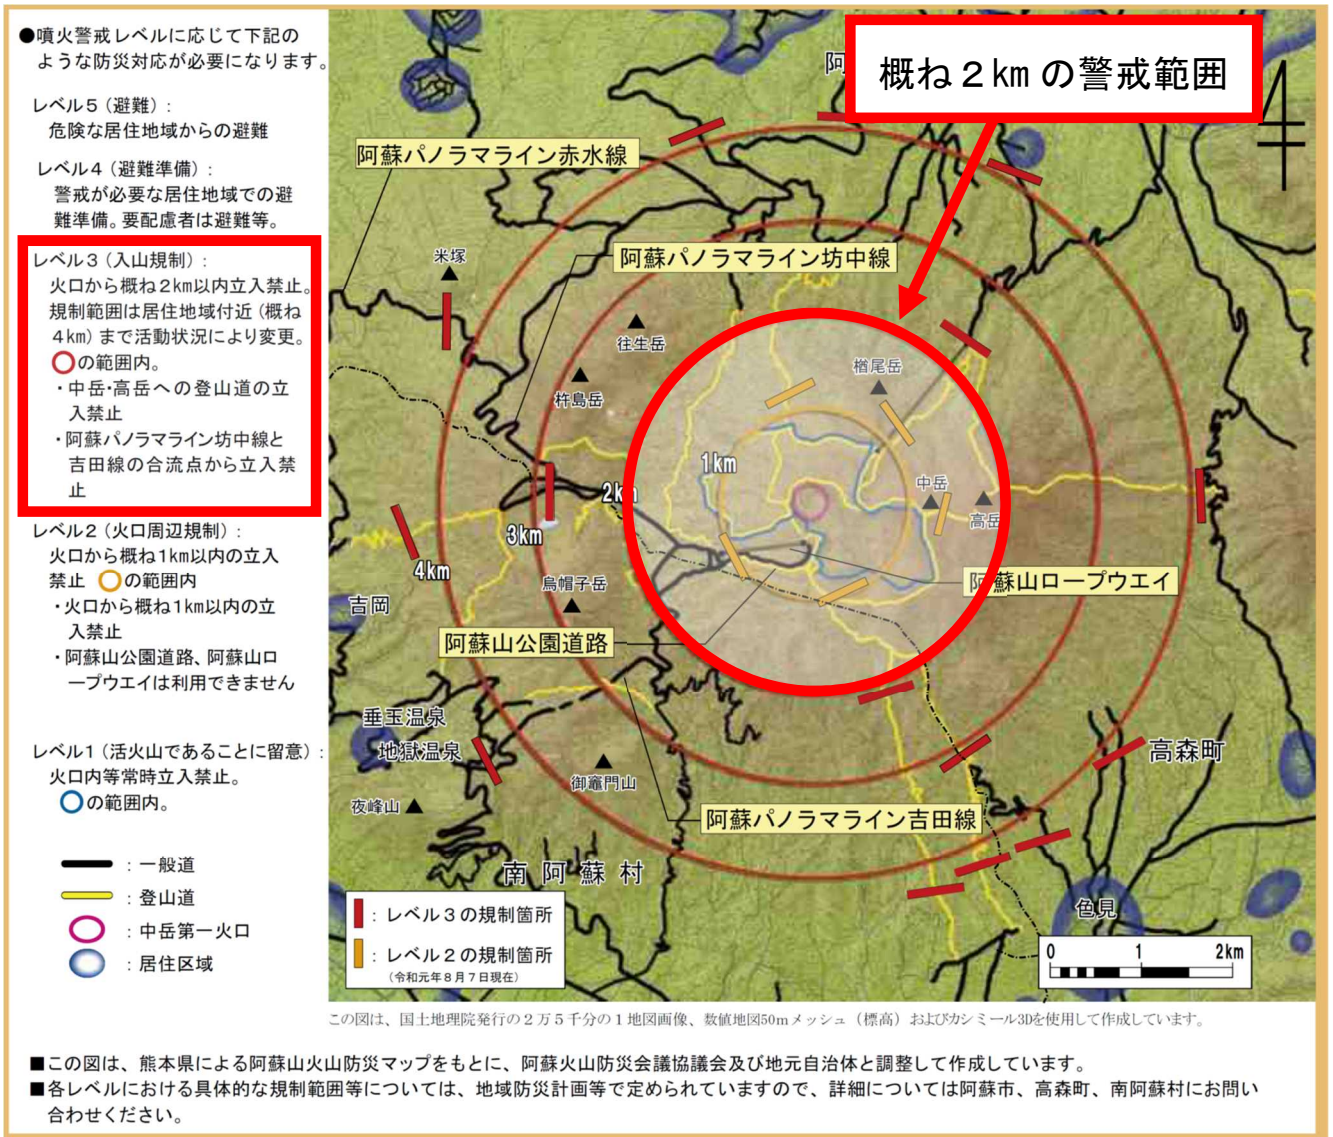 ●噴火警戒レベルに応じて下記の
ような防災対応が必要になります。
レベル5（避難）：
危険な居住地域からの避難
レベル4（避難準備）：
警戒が必要な居住地域での避
難準備。要配慮者は避難等。
レベル3（入山規制）：
火口から概ね2km以内立入禁止。
規制範囲は居住地域付近（概ね
4km）まで活動状況により変更。
の範囲内。
・中岳・高岳への登山道の立
入禁止
・阿蘇パノラマライン坊中線と
吉田線の合流点から立入禁
止
レベル2（火口周辺規制）：
火口から概ね1km以内の立入
禁止 の範囲内
・火口から概ね1km以内の立
入禁止
・阿蘇山公園道路、阿蘇山ロ
ープウエイは利用できません
レベル1（活火山であることに留意）：
火口内等常時立入禁止。
の範囲内。
：一般道
：登山道
：中岳第一火口
：居住区域
概ね２km の警戒範囲
阿
阿蘇パノラマライン赤水線
阿蘇パノラマライン坊中線
米塚
往生岳
杵島岳
楢尾岳
1km
2km
3km
4km
中岳
高岳
烏帽子岳
阿蘇山ロープウエイ
吉岡
阿蘇山公園道路
垂玉温泉
地獄温泉
御竈門山
夜峰山
高森町
阿蘇パノラマライン吉田線
南阿蘇村
色見
：レベル３の規制箇所
：レベル２の規制箇所
（令和元年８月７日現在）
0 1 2km
この図は、国土地理院発行の２万５千分の１地図画像、数値地図50mメッシュ（標高）およびカシミール3Dを使用して作成しています。
■この図は、熊本県による阿蘇山火山防災マップをもとに、阿蘇火山防災会議協議会及び地元自治体と調整して作成しています。
■各レベルにおける具体的な規制範囲等については、地域防災計画等で定められていますので、詳細については阿蘇市、高森町、南阿蘇村にお問い
合わせください。